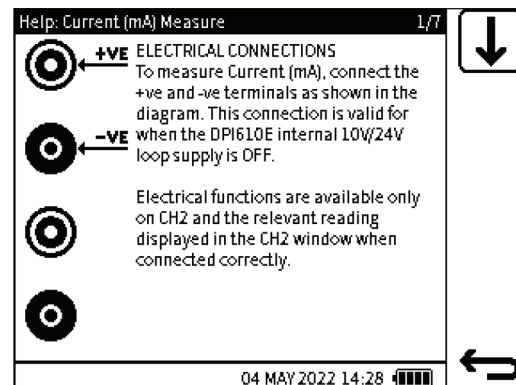 Help: Current (mA) Measure 1/7
+VE ELECTRICAL CONNECTIONS
To measure Current (mA), connect the
+ve and -ve terminals as shown in the
diagram. This connection is valid for
-VE when the DPI610E internal 10V/24V
loop supply is OFF.
Electrical functions are available only
on CH2 and the relevant reading
displayed in the CH2 window when
connected correctly.
04 MAY 2022 14:28